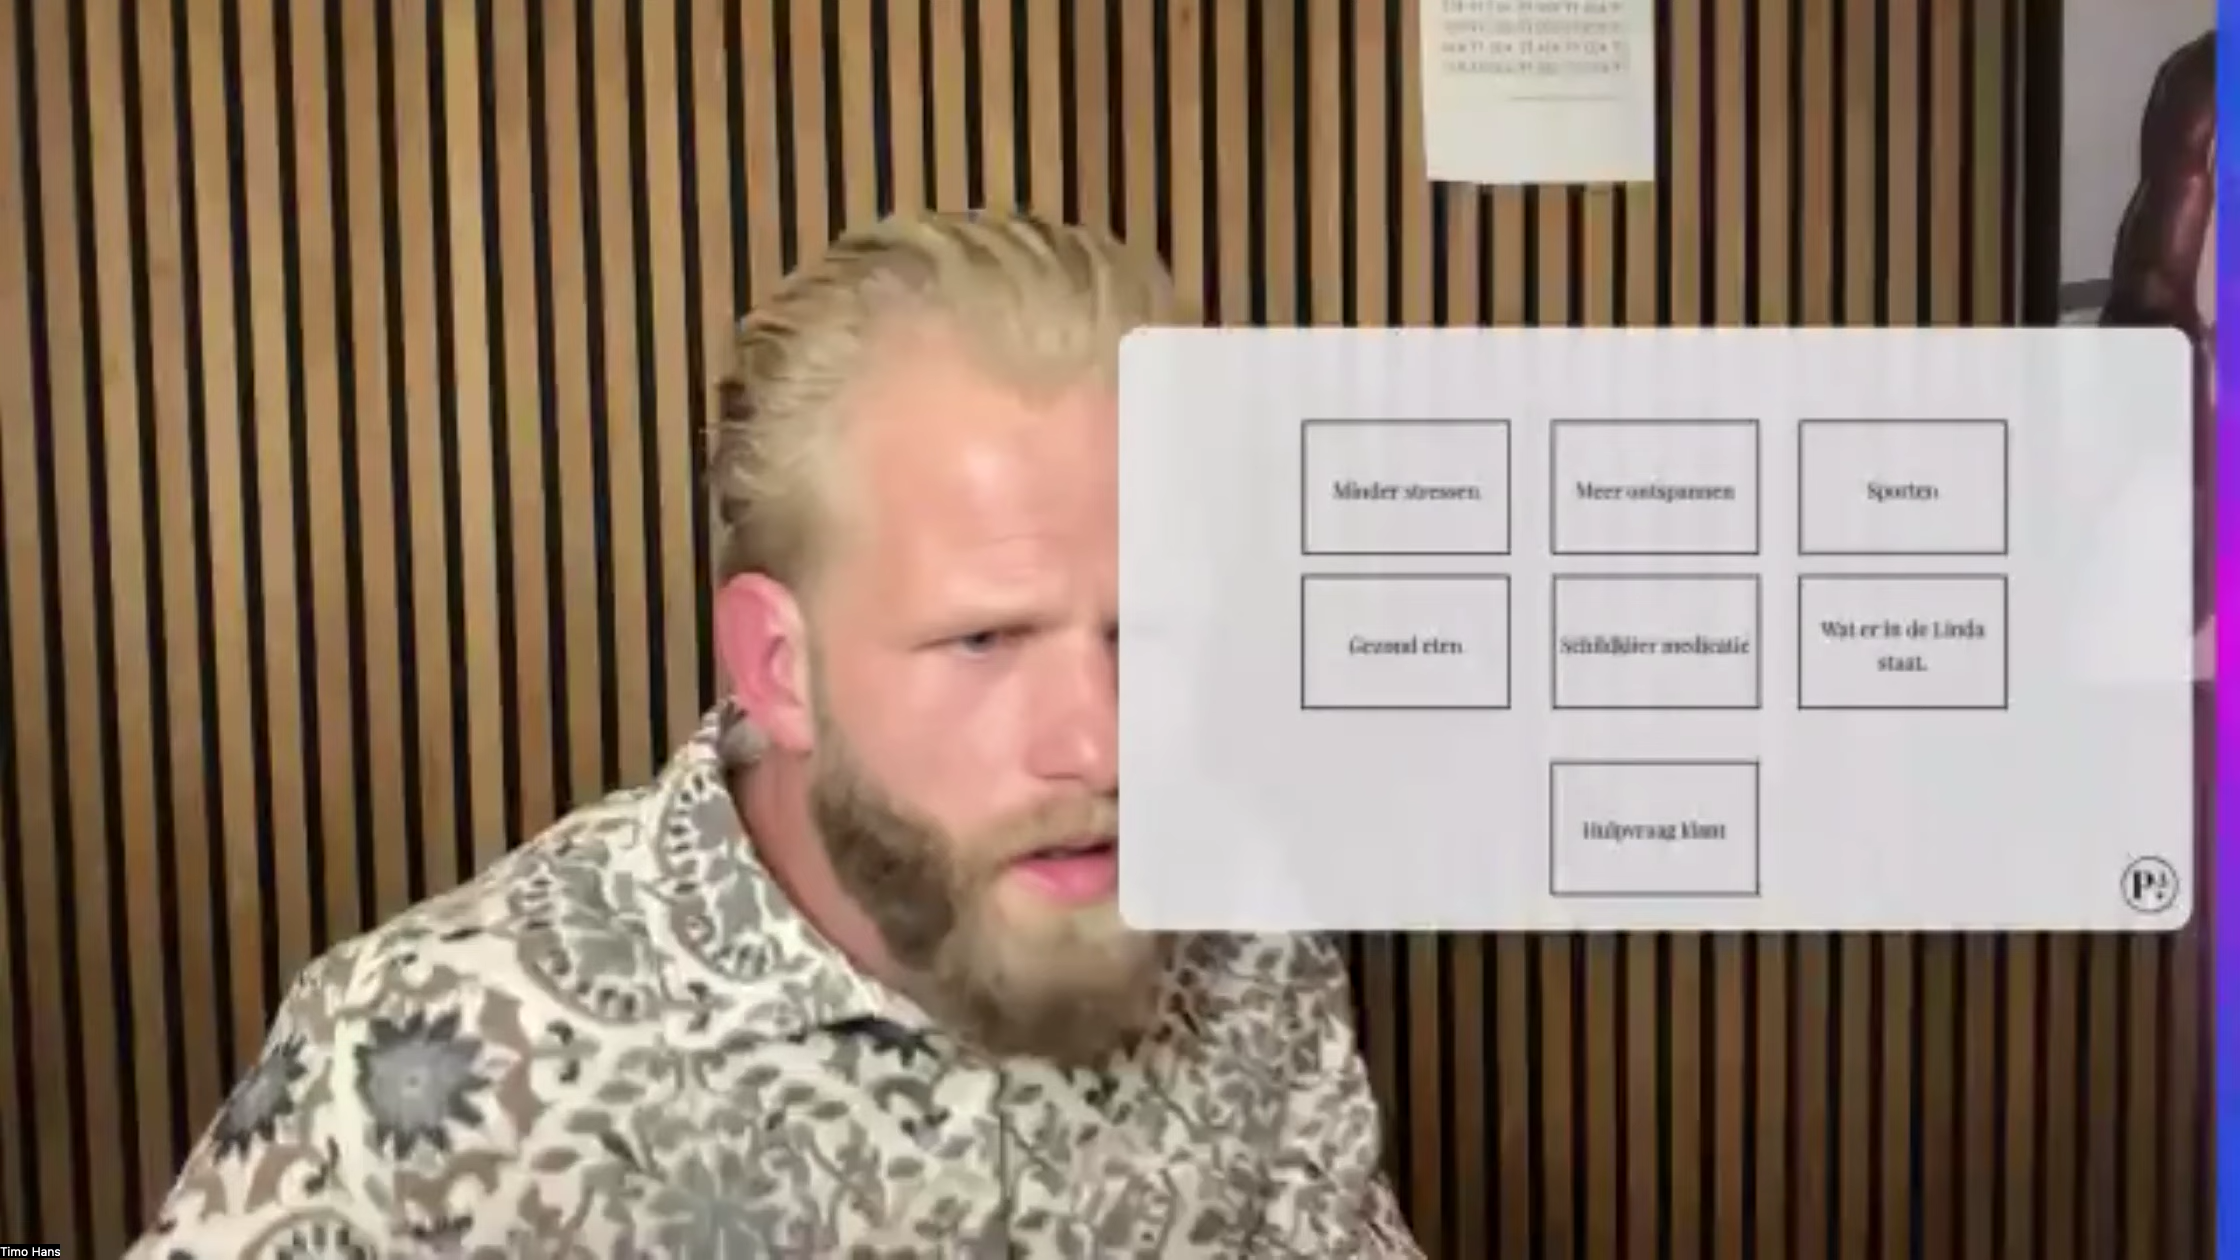 Minder stressen
Meer ontspannen
Sporten
Gezond eten
Schildklier medicatie
Wat er in de Linda
staat.
Hulpvraag klant
P
Timo Hans